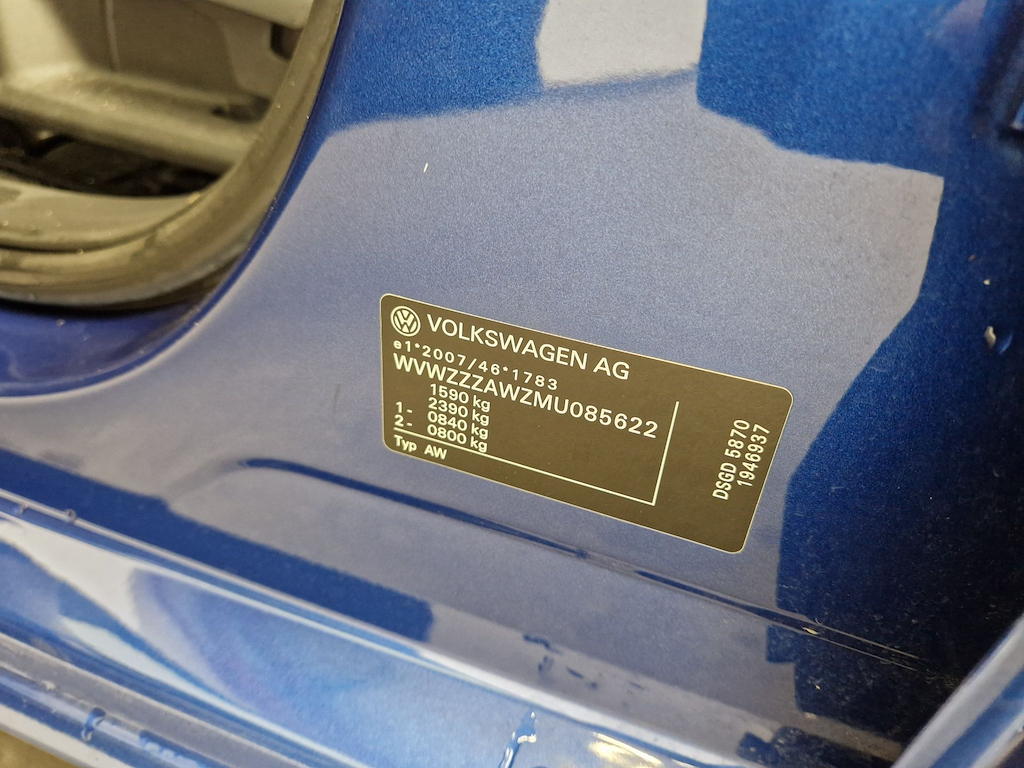 VOLKSWAGEN AG
e1*2007/46*1783
WVWZZZAWZMU085622
1590 kg
2390 kg
1- 0840 kg
2- 0800 kg
Typ AW
DSGD 5870
1946937